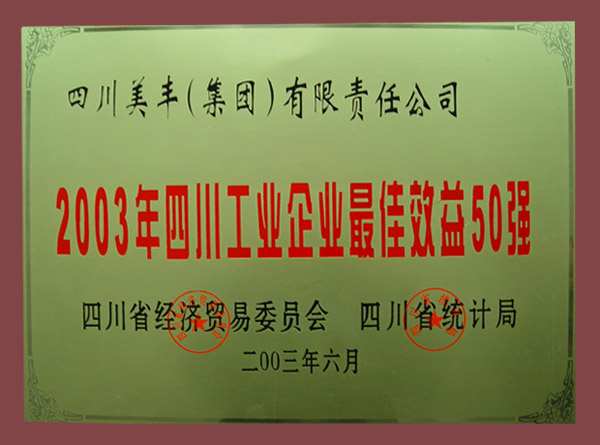 四川美丰(集团)有限责任公司
2003年四川工业企业最佳效益50强
四川省经济贸易委员会 四川省统计局
二00三年六月